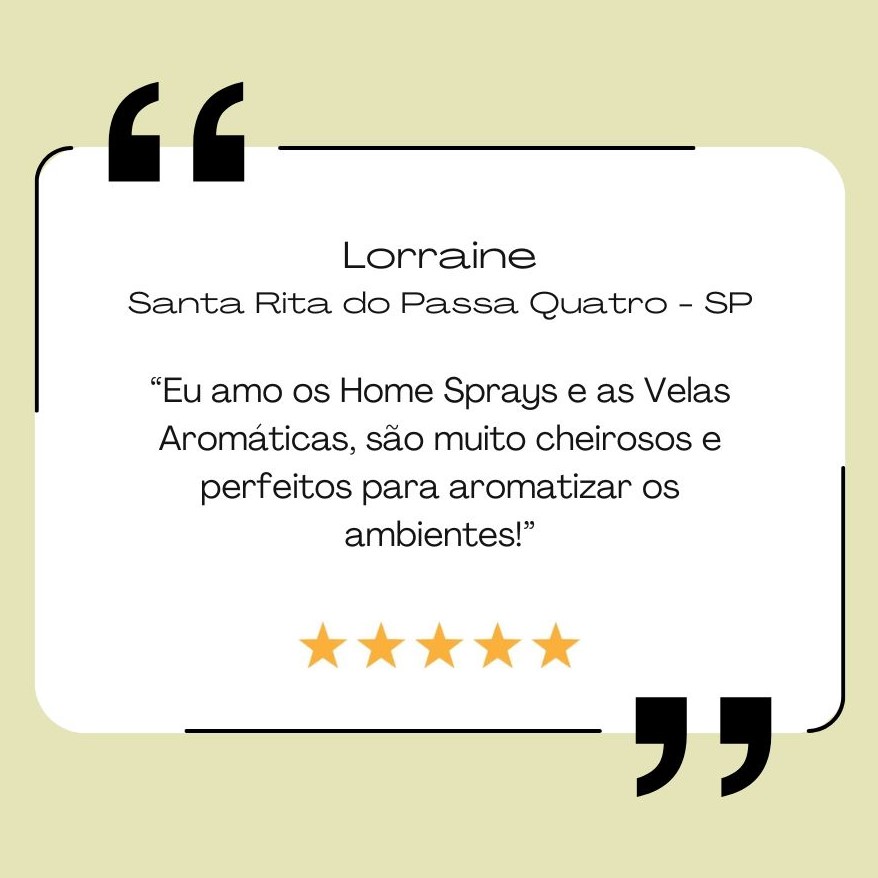 Lorraine
Santa Rita do Passa Quatro - SP
“Eu amo os Home Sprays e as Velas
Aromáticas, são muito cheirosos e
perfeitos para aromatizar os
ambientes!”